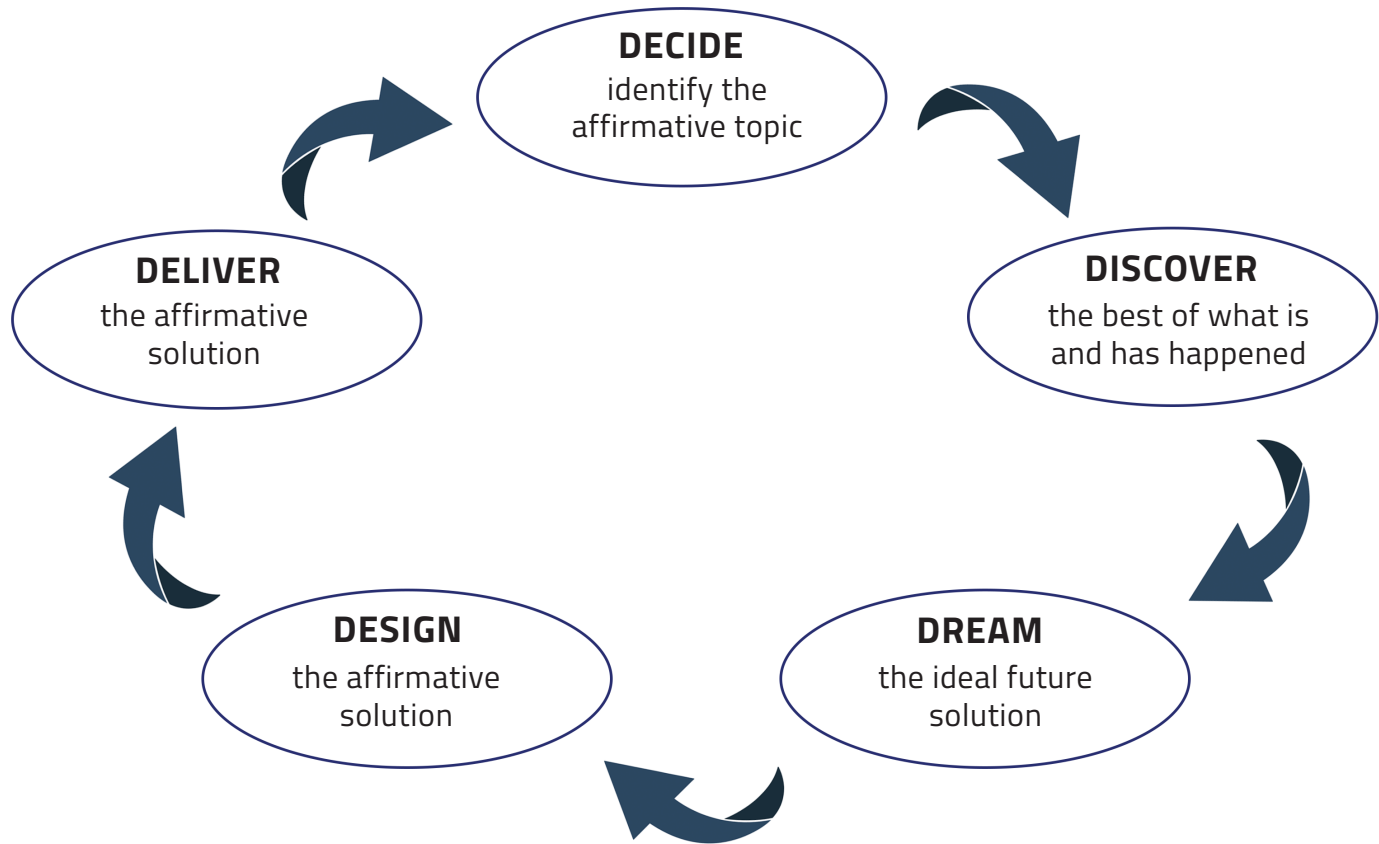 DECIDE
identify the
affirmative topic
DISCOVER
the best of what is
and has happened
DREAM
the ideal future
solution
DESIGN
the affirmative
solution
DELIVER
the affirmative
solution